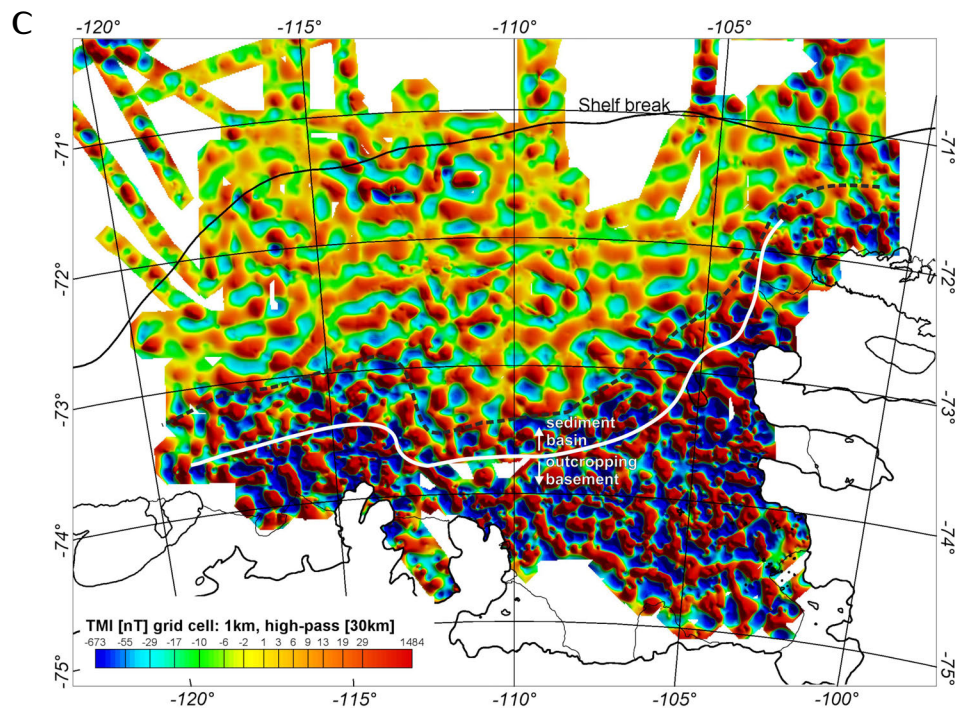 C
-120° -115° -110° -105°
Shelf break
-71° -71°
-72° -72°
-73° -73°
sediment
basin
outcropping
basement
-74° -74°
TMI [nT] grid cell: 1km, high-pass [30km]
-673 -55 -29 -17 -10 -6 -2 1 3 6 9 13 19 29 1484
-75° -75°
-120° -115° -110° -105° -100°